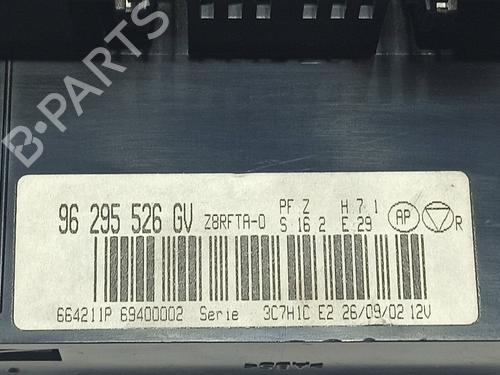 B-PARTS
96 295 526 GV Z8RFTA-0 PF Z H 7 1
S 16 2 E 29 AP R
664211P 69400002 Serie 3C7H1C E2 26/09/02 12V